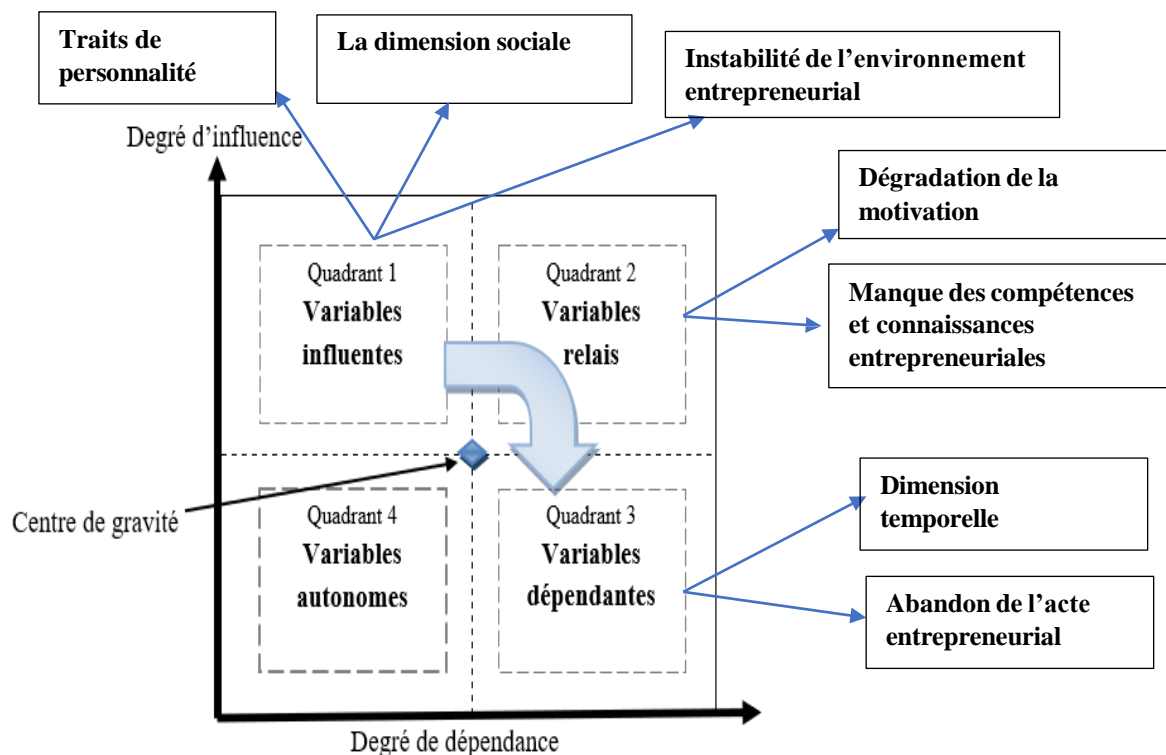 Traits de
personnalité
La dimension sociale
Instabilité de l'environnement
entrepreneurial
Degré d'influence
Dégradation de la
motivation
Quadrant 1
Variables
influentes
Quadrant 2
Variables
relais
Manque des compétences
et connaissances
entrepreneuriales
Centre de gravité
Quadrant 4
Variables
autonomes
Quadrant 3
Variables
dépendantes
Dimension
temporelle
Abandon de l'acte
entrepreneurial
Degré de dépendance